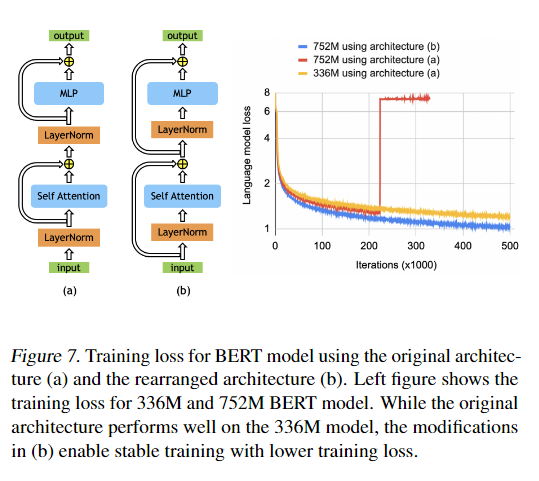 output
MLP
LayerNorm
Self Attention
LayerNorm
input
(a)
output
MLP
LayerNorm
Self Attention
LayerNorm
input
(b)
752M using architecture (b)
752M using architecture (a)
336M using architecture (a)
Language model loss
8
6
4
2
1
0 100 200 300 400 500
Iterations (x1000)
Figure 7. Training loss for BERT model using the original architec-
ture (a) and the rearranged architecture (b). Left figure shows the
training loss for 336M and 752M BERT model. While the original
architecture performs well on the 336M model, the modifications
in (b) enable stable training with lower training loss.